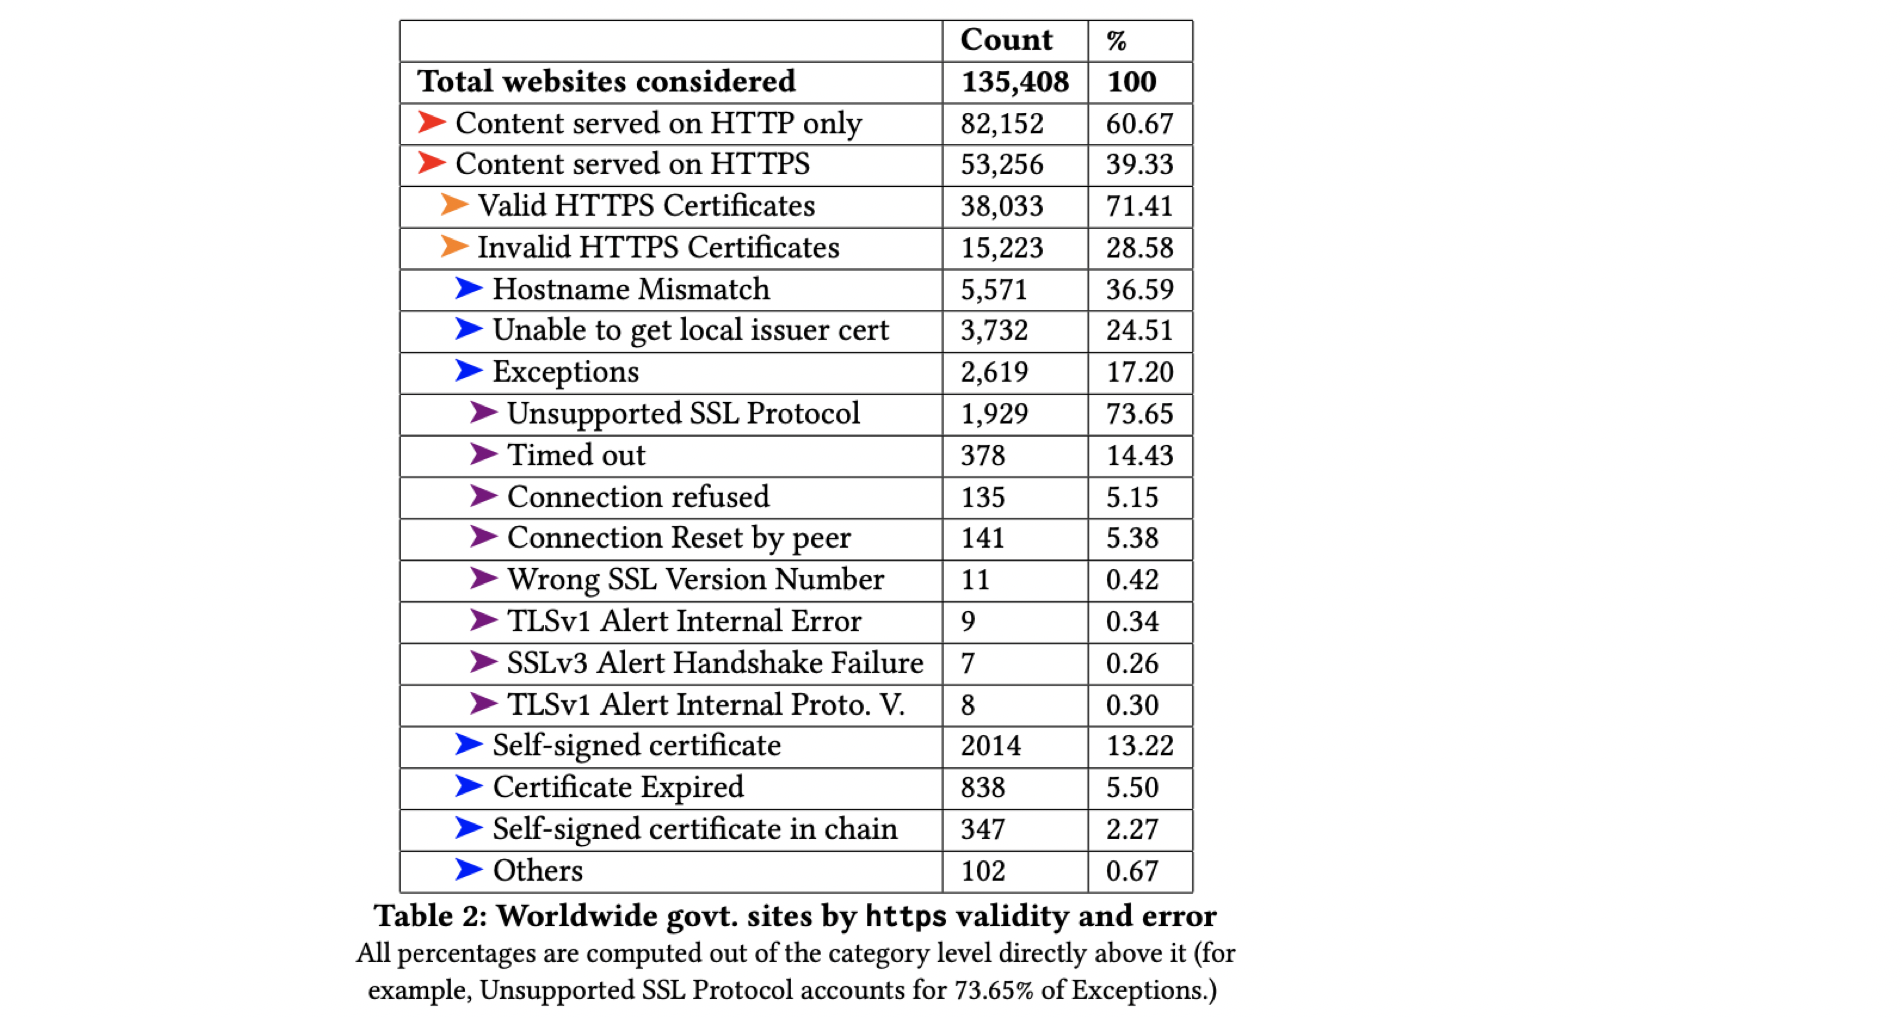 Count %
Total websites considered 135,408 100
➤ Content served on HTTP only 82,152 60.67
➤ Content served on HTTPS 53,256 39.33
➤ Valid HTTPS Certificates 38,033 71.41
➤ Invalid HTTPS Certificates 15,223 28.58
➤ Hostname Mismatch 5,571 36.59
➤ Unable to get local issuer cert 3,732 24.51
➤ Exceptions 2,619 17.20
➤ Unsupported SSL Protocol 1,929 73.65
➤ Timed out 378 14.43
➤ Connection refused 135 5.15
➤ Connection Reset by peer 141 5.38
➤ Wrong SSL Version Number 11 0.42
➤ TLSv1 Alert Internal Error 9 0.34
➤ SSLv3 Alert Handshake Failure 7 0.26
➤ TLSv1 Alert Internal Proto. V. 8 0.30
➤ Self-signed certificate 2014 13.22
➤ Certificate Expired 838 5.50
➤ Self-signed certificate in chain 347 2.27
➤ Others 102 0.67
Table 2: Worldwide govt. sites by https validity and error
All percentages are computed out of the category level directly above it (for
example, Unsupported SSL Protocol accounts for 73.65% of Exceptions.)